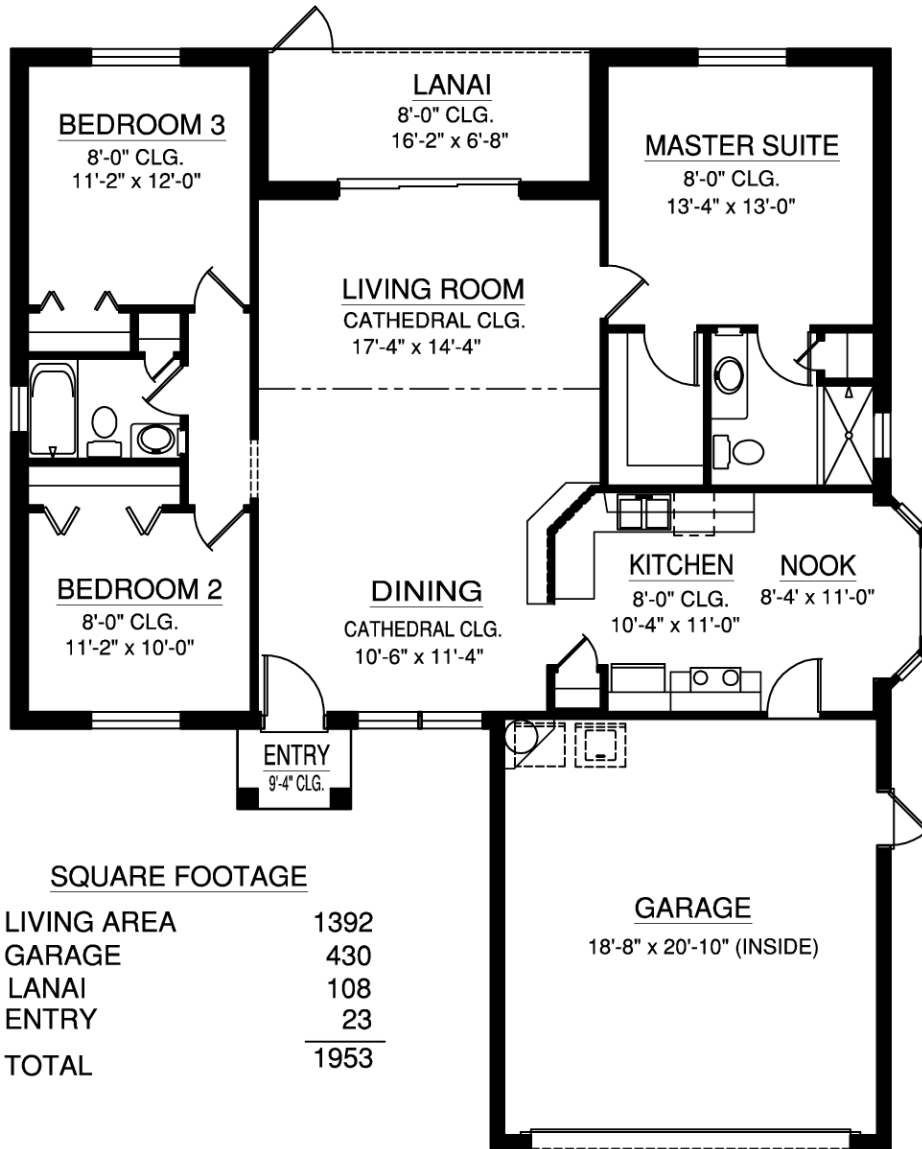 LANAI
8'-0" CLG.
16'-2" x 6'-8"
BEDROOM 3
8'-0" CLG.
11'-2" x 12'-0"
MASTER SUITE
8'-0" CLG.
13'-4" x 13'-0"
LIVING ROOM
CATHEDRAL CLG.
17'-4" x 14'-4"
BEDROOM 2
8'-0" CLG.
11'-2" x 10'-0"
DINING
CATHEDRAL CLG.
10'-6" x 11'-4"
KITCHEN
8'-0" CLG.
10'-4" x 11'-0"
NOOK
8'-4' x 11'-0"
ENTRY
9'-4" CLG.
GARAGE
18'-8" x 20'-10" (INSIDE)
SQUARE FOOTAGE
LIVING AREA 1392
GARAGE 430
LANAI 108
ENTRY 23
TOTAL 1953